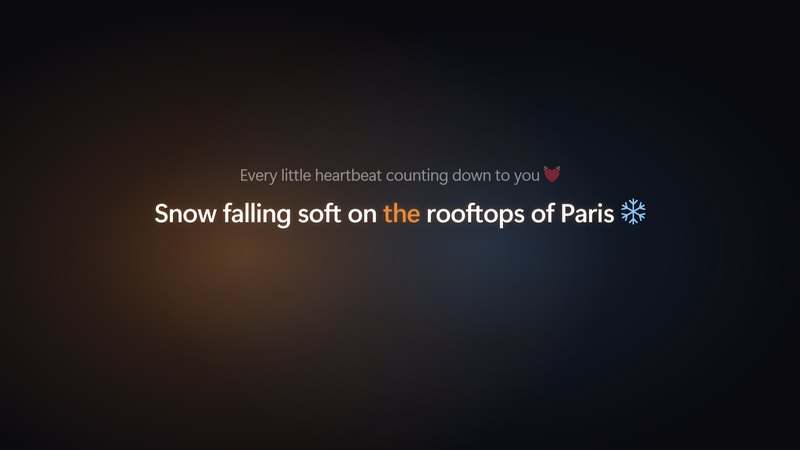 Every little heartbeat counting down to you 💓
Snow falling soft on the rooftops of Paris ❄️